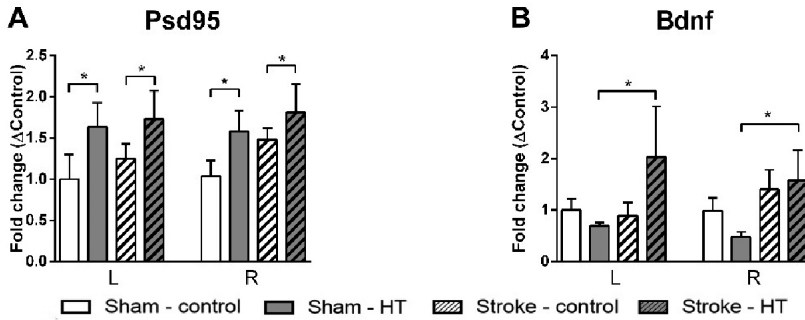 A
Psd95
Fold change (ΔControl)
2.5
2.0
1.5
1.0
0.5
0.0
*
*
*
*
L
R
B
Bdnf
Fold change (ΔControl)
4
3
2
1
0
*
*
L
R
Sham - control
Sham - HT
Stroke - control
Stroke - HT